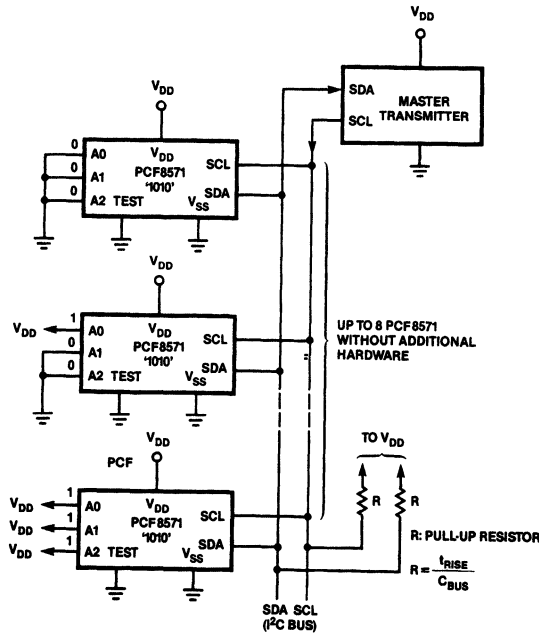 VDD
SDA
MASTER
TRANSMITTER
SCL
VDD
0 A0
VDD
SCL
0 A1
PCF8571
'1010'
SDA
0 A2
TEST
VSS
VDD
VDD
1 A0
VDD
SCL
0 A1
PCF8571
'1010'
SDA
0 A2
TEST
VSS
UP TO 8 PCF8571
WITHOUT ADDITIONAL
HARDWARE
PCF
VDD
TO VDD
VDD 1 A0
VDD
SCL
VDD 1 A1
PCF8571
'1010'
SDA
VDD 1 A2
TEST
VSS
R
R
R: PULL-UP RESISTOR
R = tRISE / CBUS
SDA SCL
(I²C BUS)